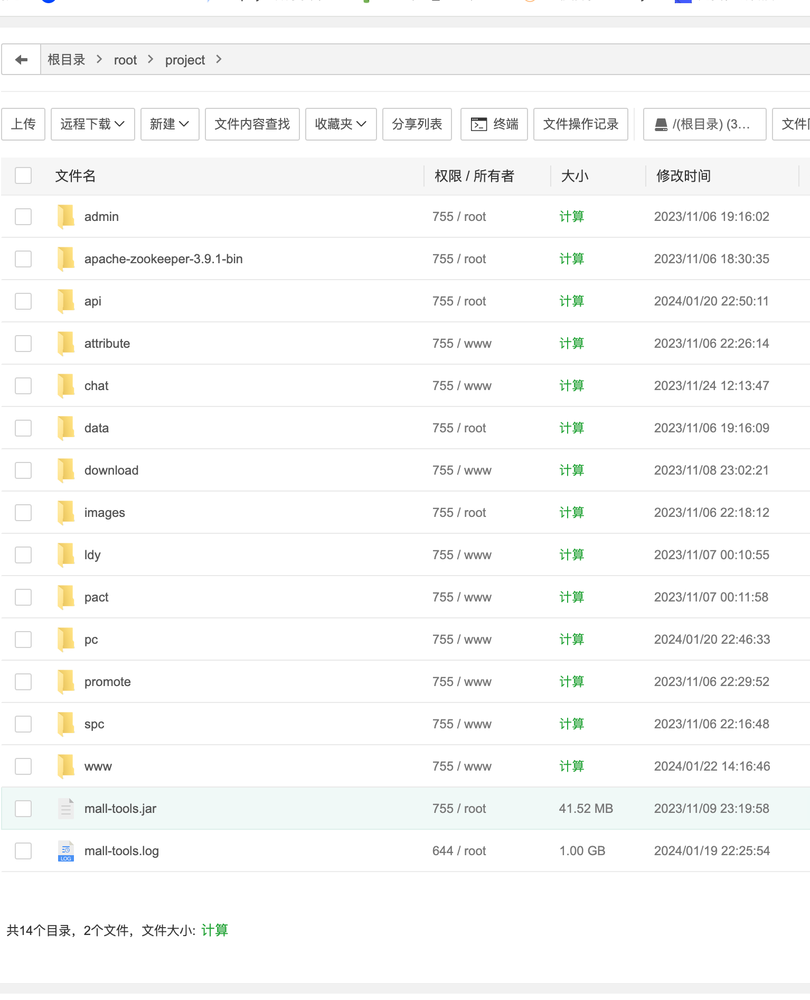 根目录 root project
上传 远程下载 新建 文件内容查找 收藏夹 分享列表 终端 文件操作记录 /(根目录) (3... 文件
文件名 权限 / 所有者 大小 修改时间
admin 755 / root 计算 2023/11/06 19:16:02
apache-zookeeper-3.9.1-bin 755 / root 计算 2023/11/06 18:30:35
api 755 / root 计算 2024/01/20 22:50:11
attribute 755 / www 计算 2023/11/06 22:26:14
chat 755 / www 计算 2023/11/24 12:13:47
data 755 / root 计算 2023/11/06 19:16:09
download 755 / www 计算 2023/11/08 23:02:21
images 755 / root 计算 2023/11/06 22:18:12
ldy 755 / www 计算 2023/11/07 00:10:55
pact 755 / www 计算 2023/11/07 00:11:58
pc 755 / www 计算 2024/01/20 22:46:33
promote 755 / www 计算 2023/11/06 22:29:52
spc 755 / www 计算 2023/11/06 22:16:48
www 755 / www 计算 2024/01/22 14:16:46
mall-tools.jar 755 / root 41.52 MB 2023/11/09 23:19:58
LOG mall-tools.log 644 / root 1.00 GB 2024/01/19 22:25:54
共14个目录，2个文件，文件大小: 计算